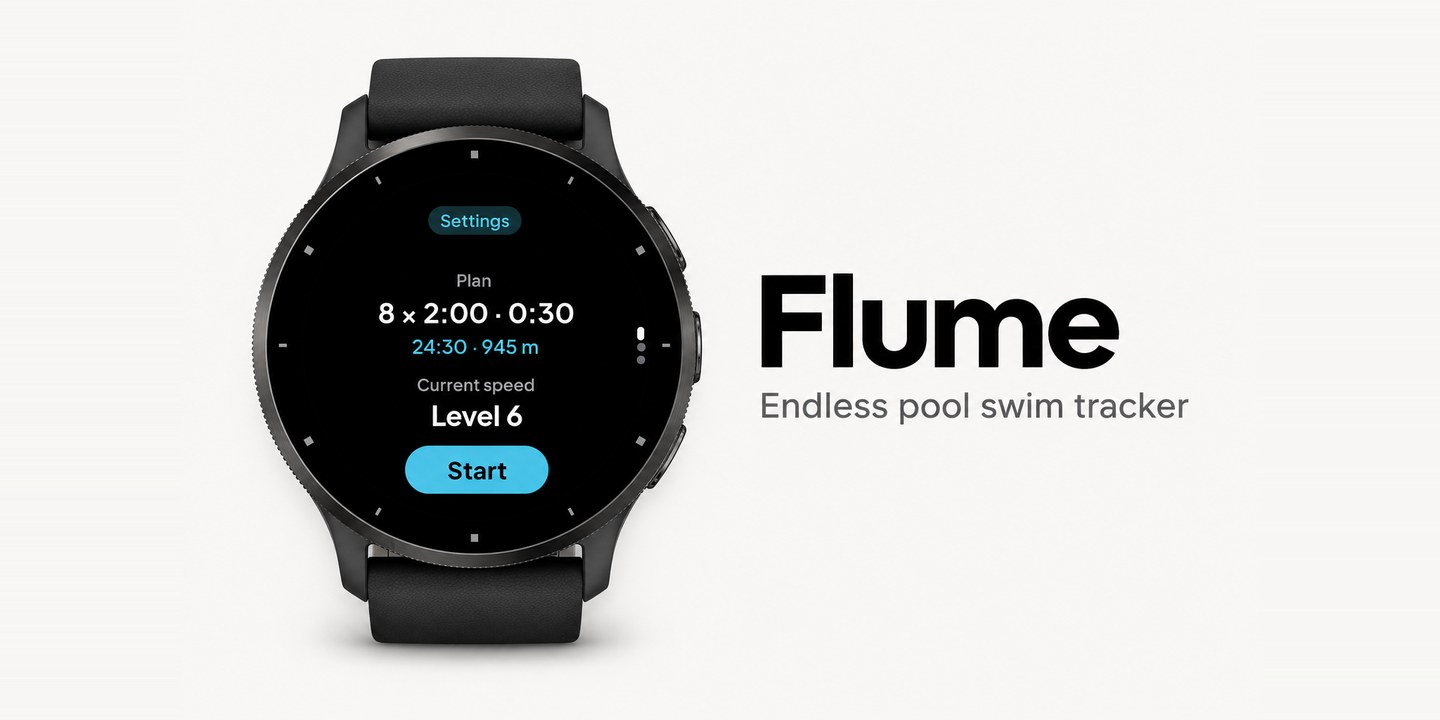 Settings
Plan
8 × 2:00 · 0:30
24:30 · 945 m
Current speed
Level 6
Start
Flume
Endless pool swim tracker